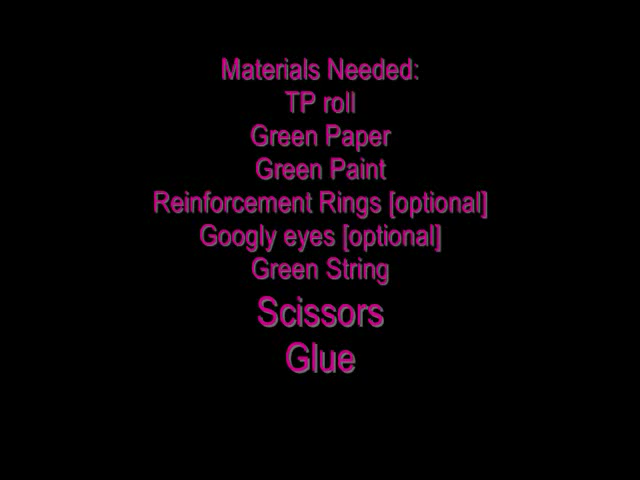 Materials Needed:
TP roll
Green Paper
Green Paint
Reinforcement Rings [optional]
Googly eyes [optional]
Green String
Scissors
Glue